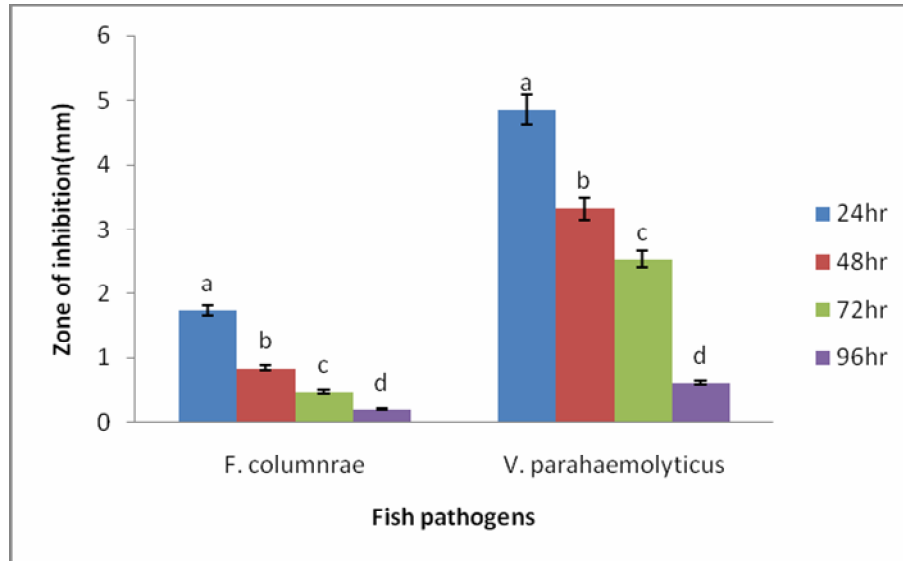 6
5
4
3
2
1
0
Zone of inhibition(mm)
a
b
c
d
a
b
c
d
F. columnrae
V. parahaemolyticus
Fish pathogens
24hr
48hr
72hr
96hr